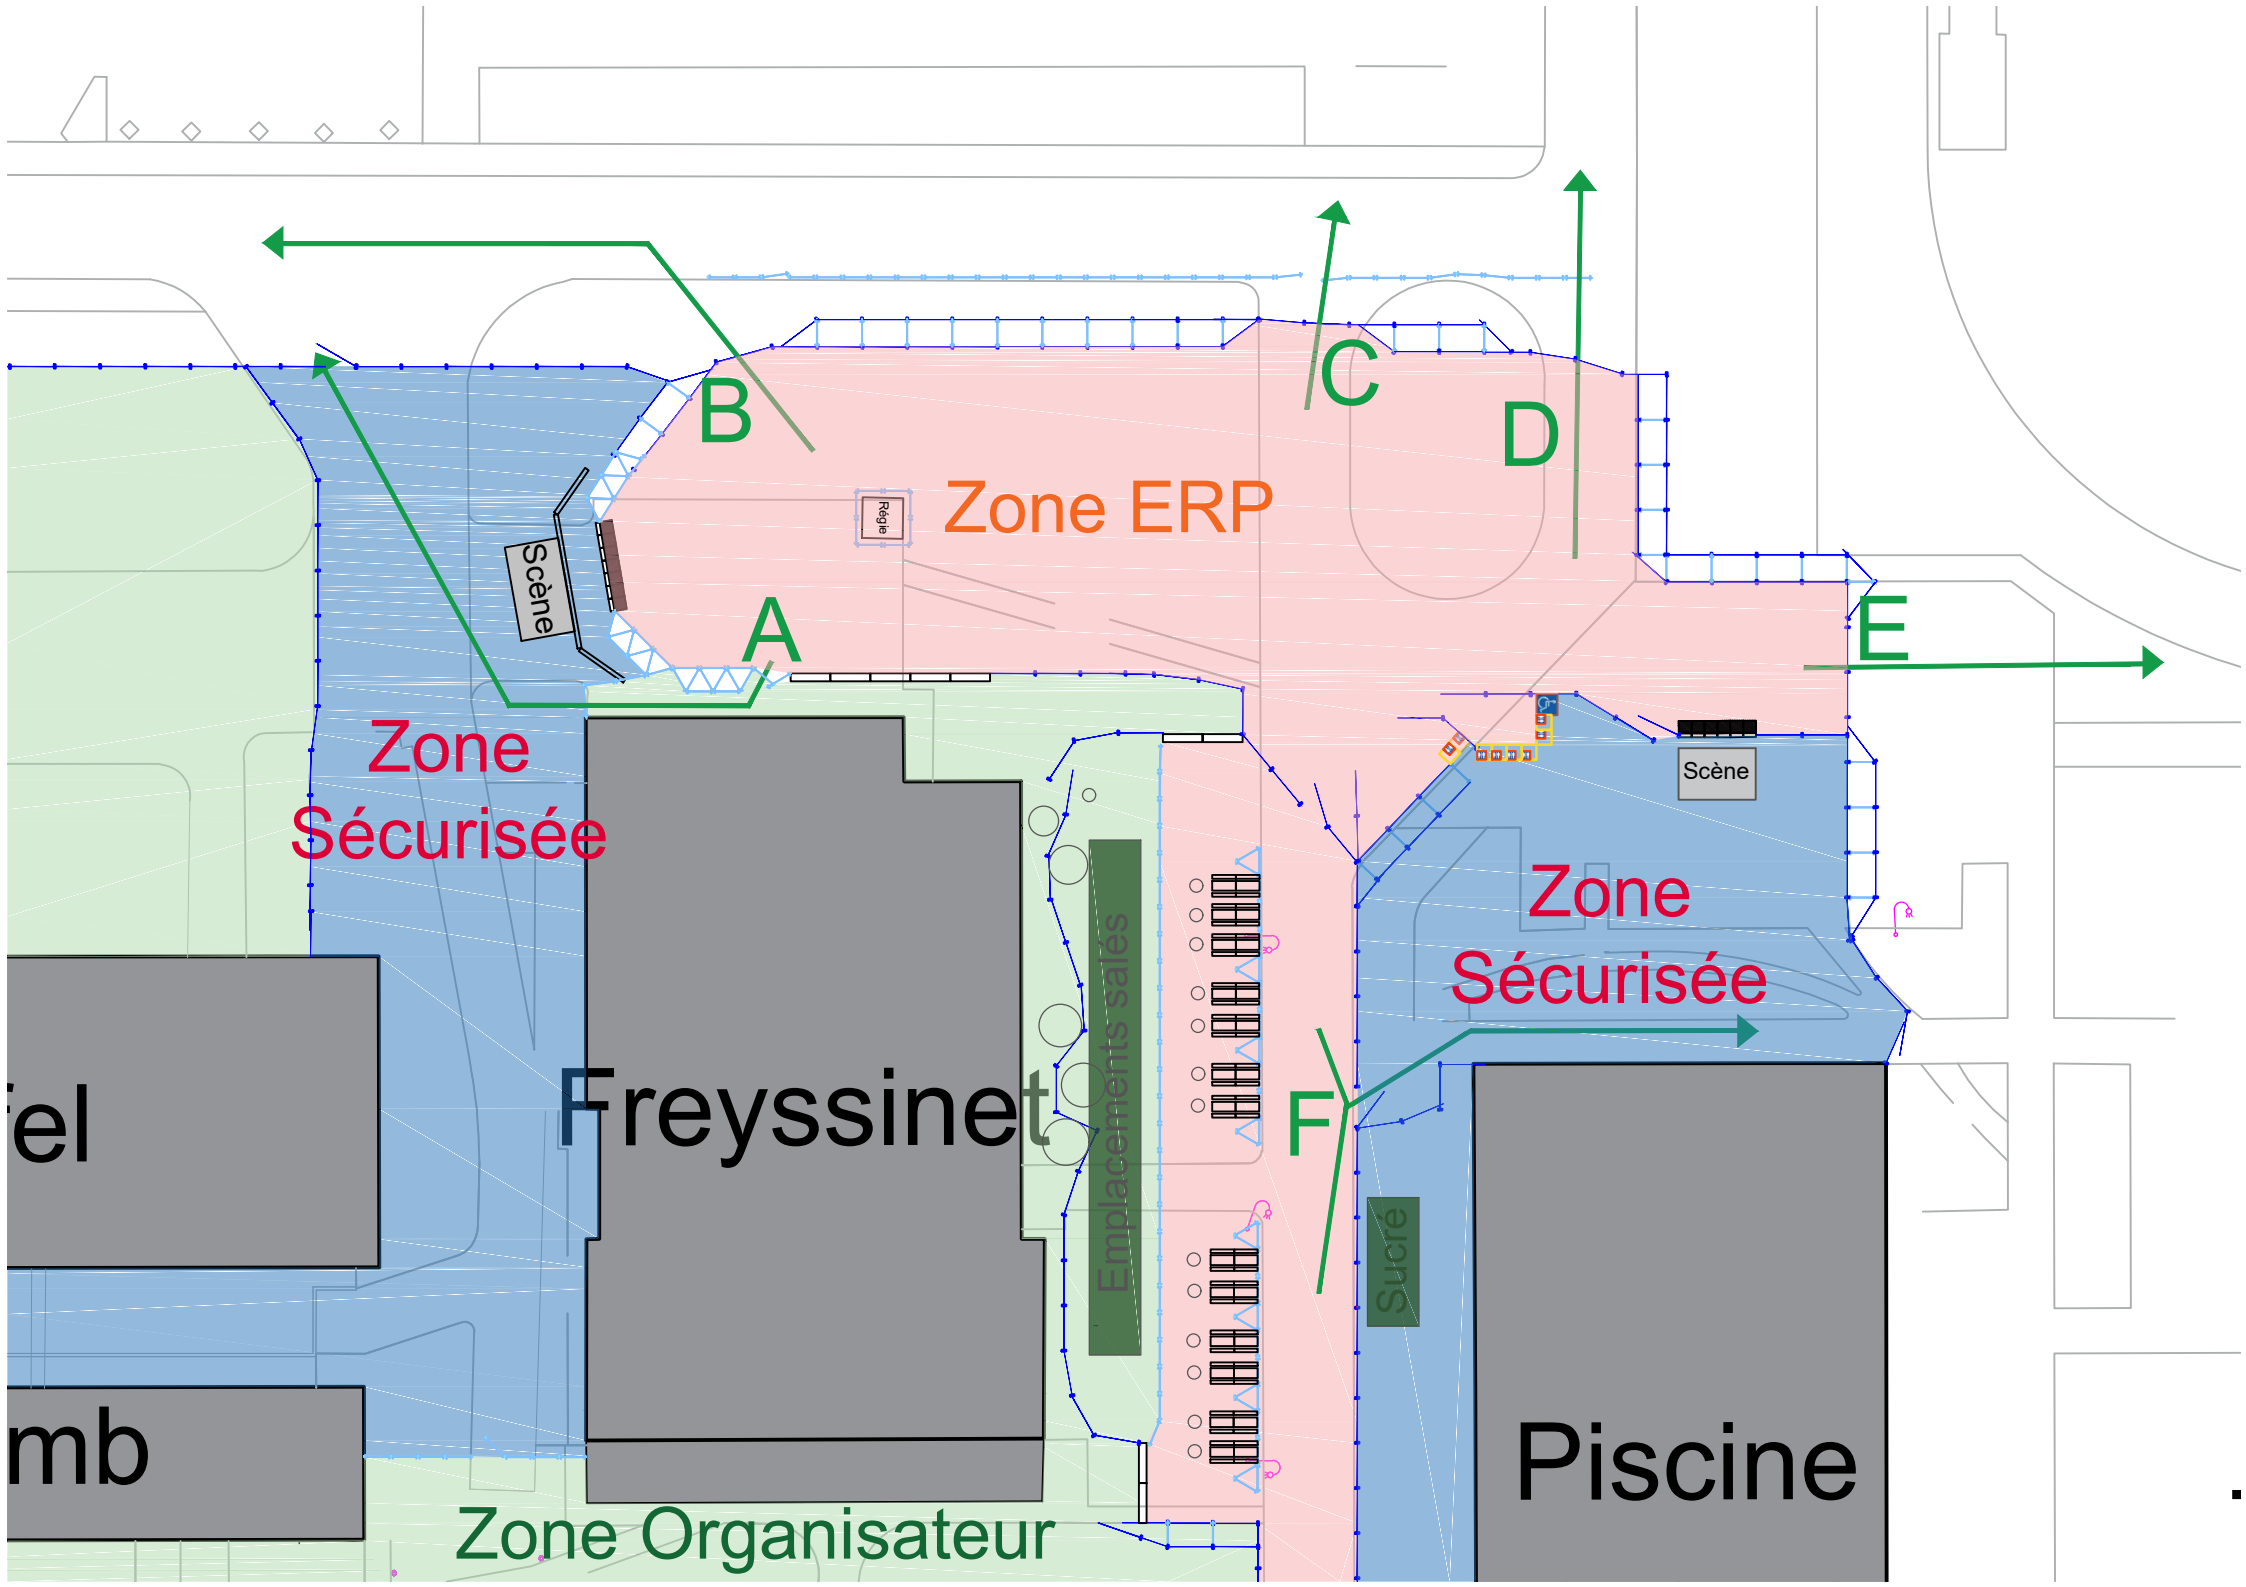 C
B
D
Zone ERP
Régie
Scène
A
E
Zone
Sécurisée
Scène
Zone
Sécurisée
Emplacements salés
Freyssinet
fel
F
Sucré
mb
Piscine
Zone Organisateur